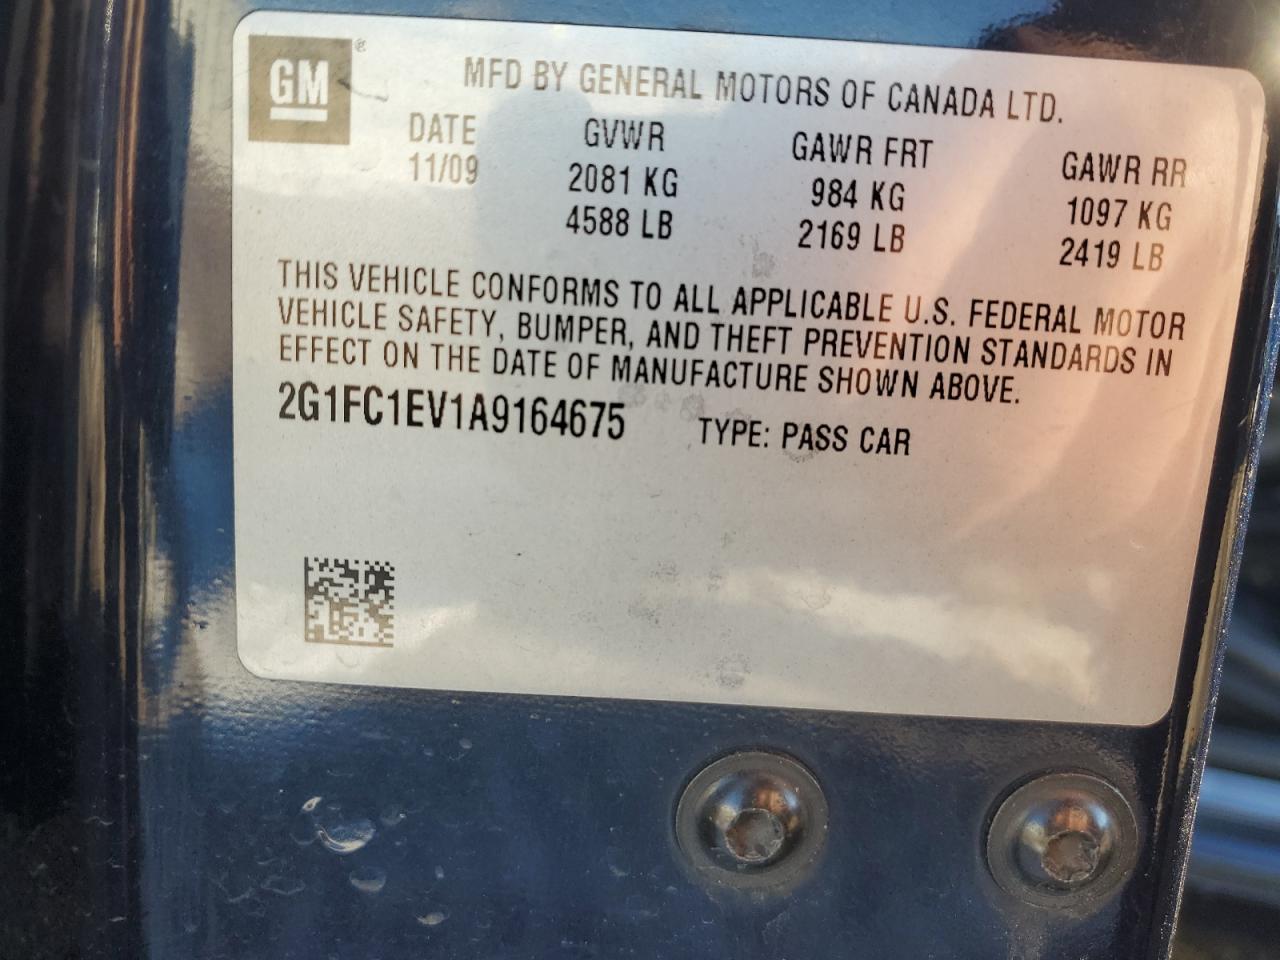 GM
MFD BY GENERAL MOTORS OF CANADA LTD.
DATE GVWR GAWR FRT GAWR RR
11/09 2081 KG 984 KG 1097 KG
4588 LB 2169 LB 2419 LB
THIS VEHICLE CONFORMS TO ALL APPLICABLE U.S. FEDERAL MOTOR
VEHICLE SAFETY, BUMPER, AND THEFT PREVENTION STANDARDS IN
EFFECT ON THE DATE OF MANUFACTURE SHOWN ABOVE.
2G1FC1EV1A9164675 TYPE: PASS CAR